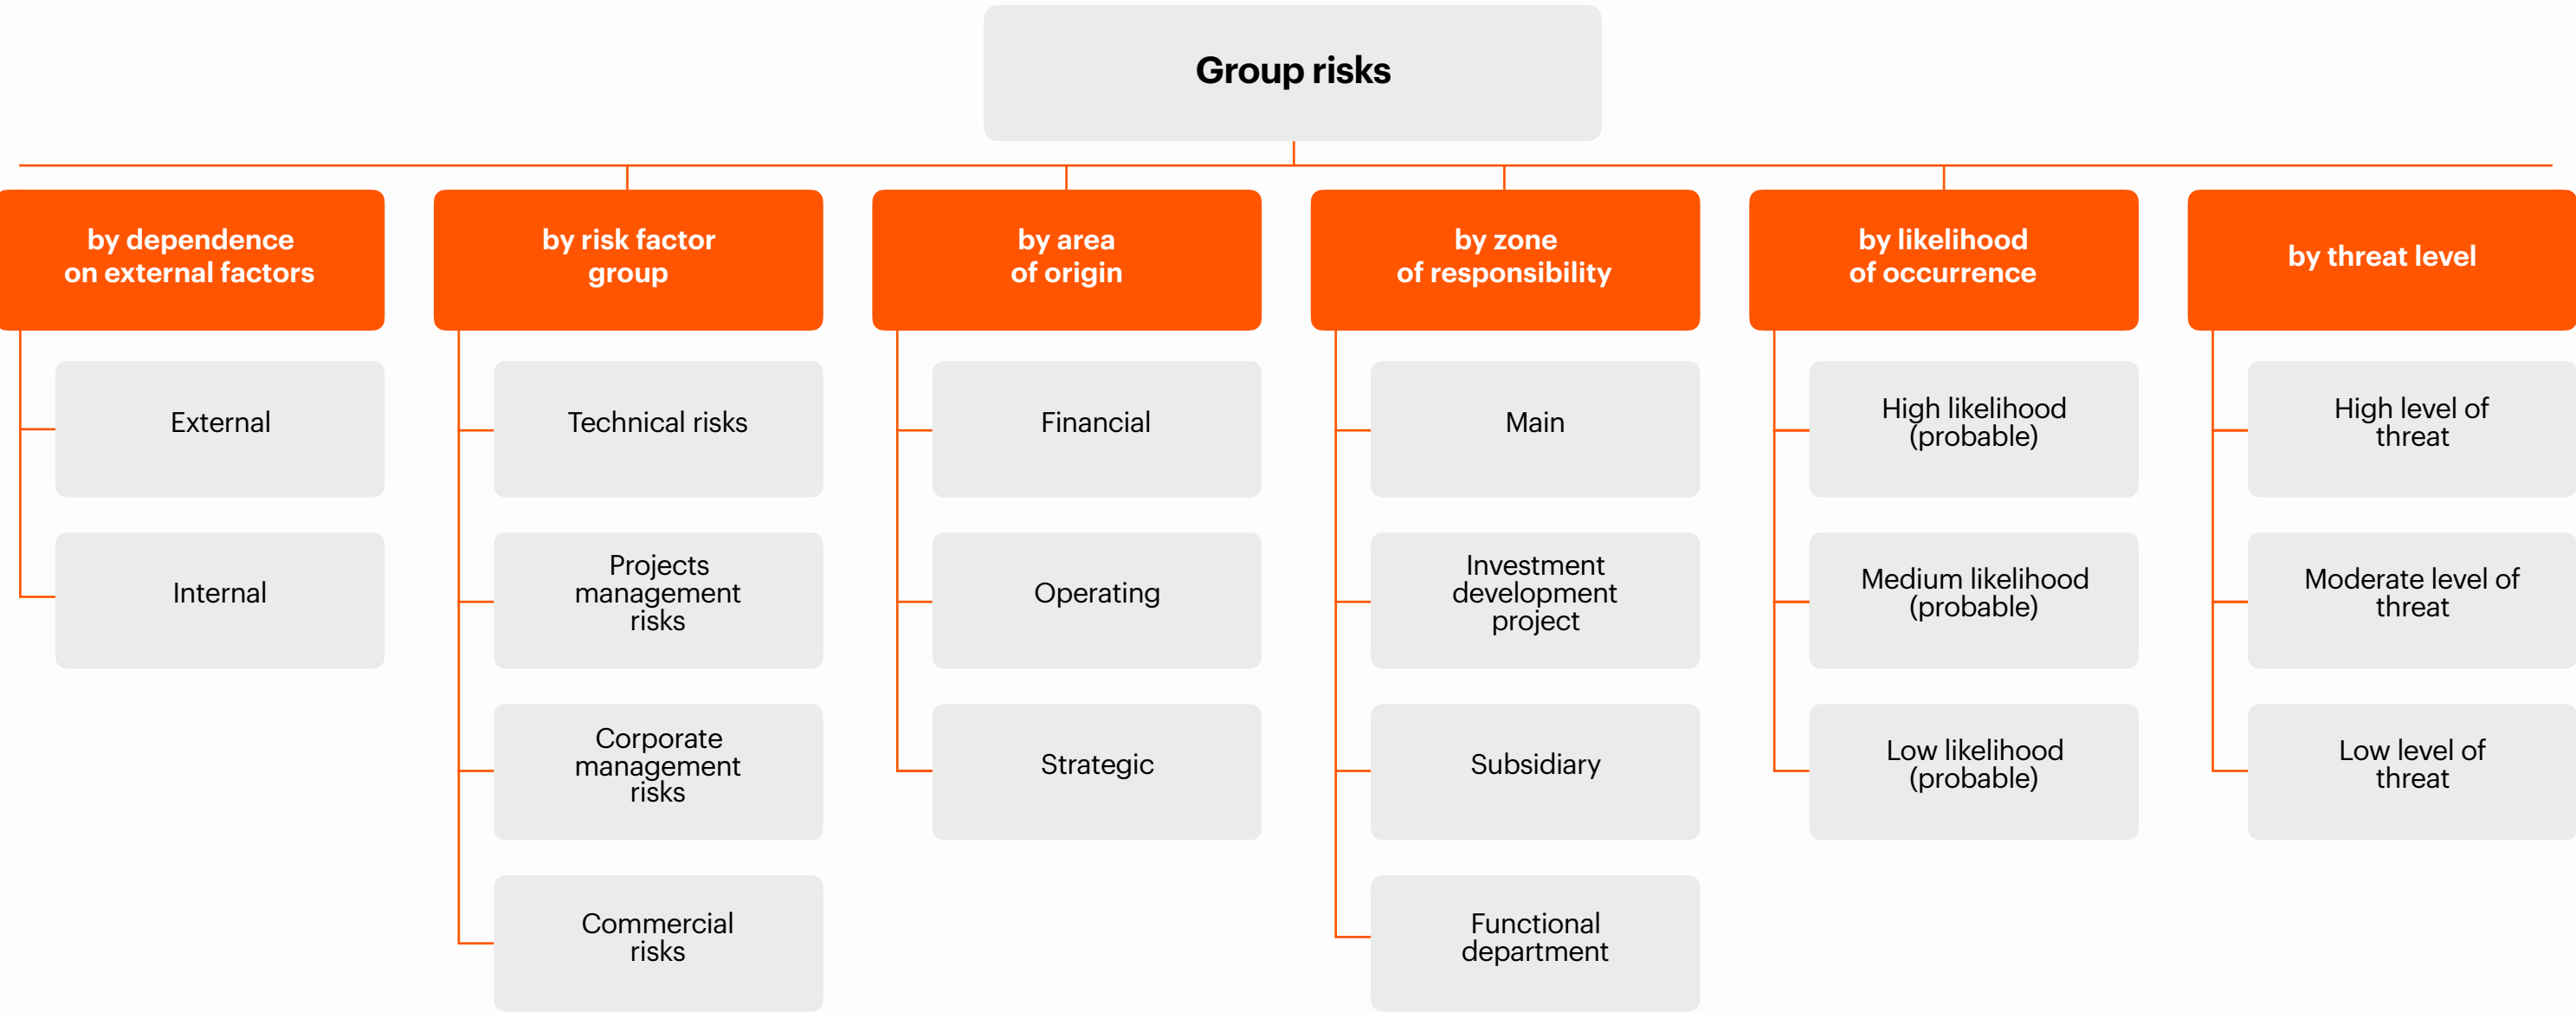 Group risks
by dependence
on external factors
External
Internal
by risk factor
group
Technical risks
Projects
management
risks
Corporate
management
risks
Commercial
risks
by area
of origin
Financial
Operating
Strategic
by zone
of responsibility
Main
Investment
development
project
Subsidiary
Functional
department
by likelihood
of occurrence
High likelihood
(probable)
Medium likelihood
(probable)
Low likelihood
(probable)
by threat level
High level of
threat
Moderate level of
threat
Low level of
threat